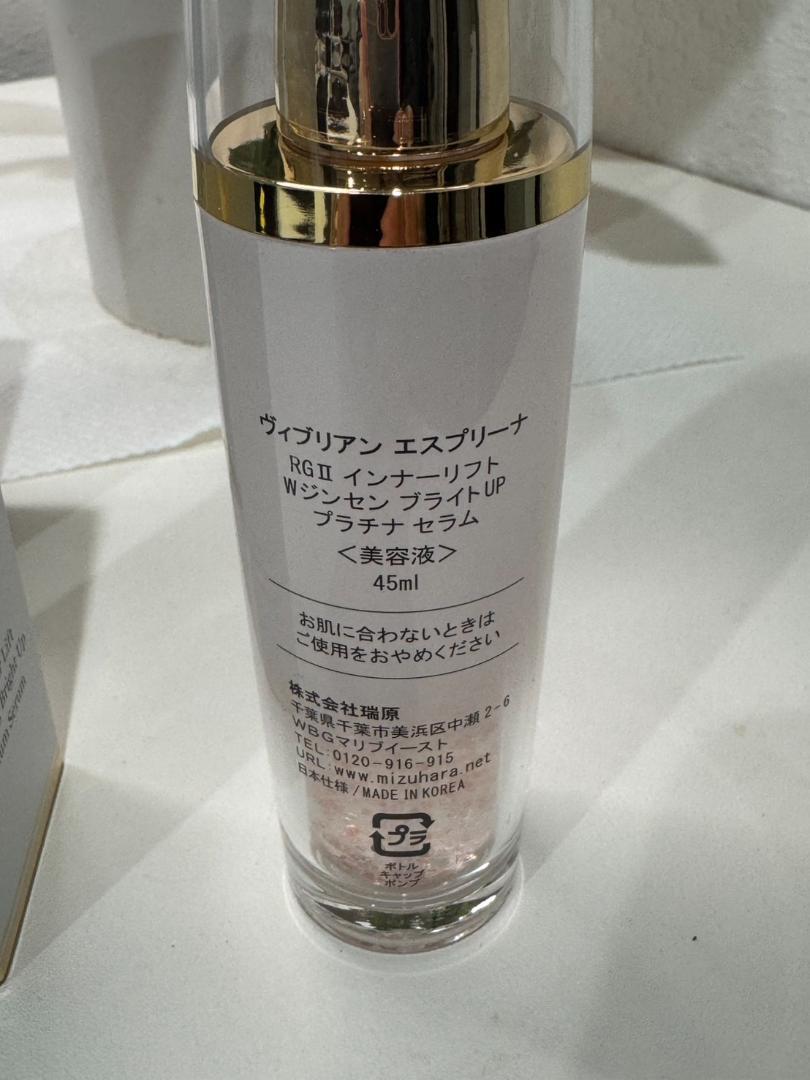 ヴィブリアン エスプリーナ
RGⅡ インナーリフト
Wジンセン ブライトUP
プラチナ セラム
＜美容液＞
45ml
お肌に合わないときは
ご使用をおやめください
株式会社瑞原
千葉県千葉市美浜区中瀬2-6
WBGマリブイースト
TEL:0120-916-915
URL:www.mizuhara.net
日本仕様/MADE IN KOREA
プラ
ボトル
キャップ
ポンプ
Lift
Bright Up
Serum